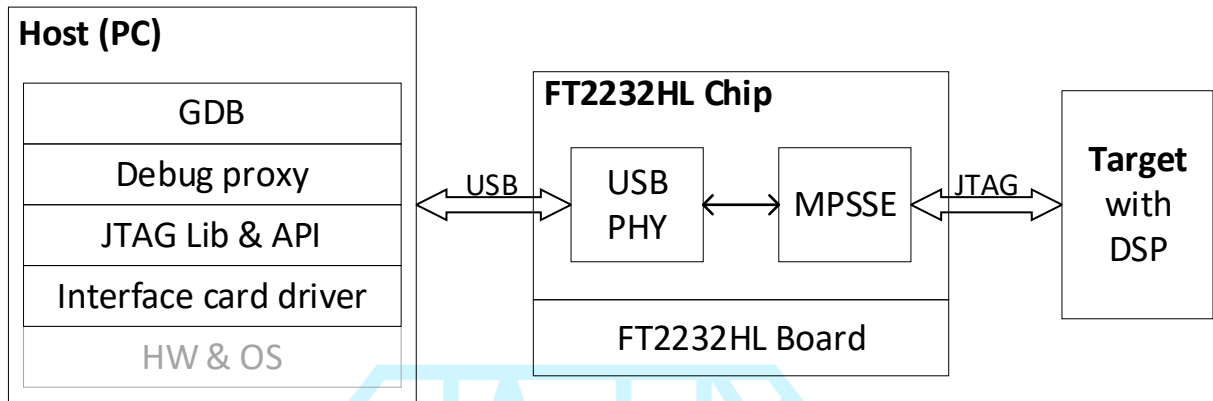 Host (PC)
GDB
Debug proxy
JTAG Lib & API
Interface card driver
HW & OS
USB
FT2232HL Chip
USB
PHY
MPSSE
FT2232HL Board
JTAG
Target
with
DSP